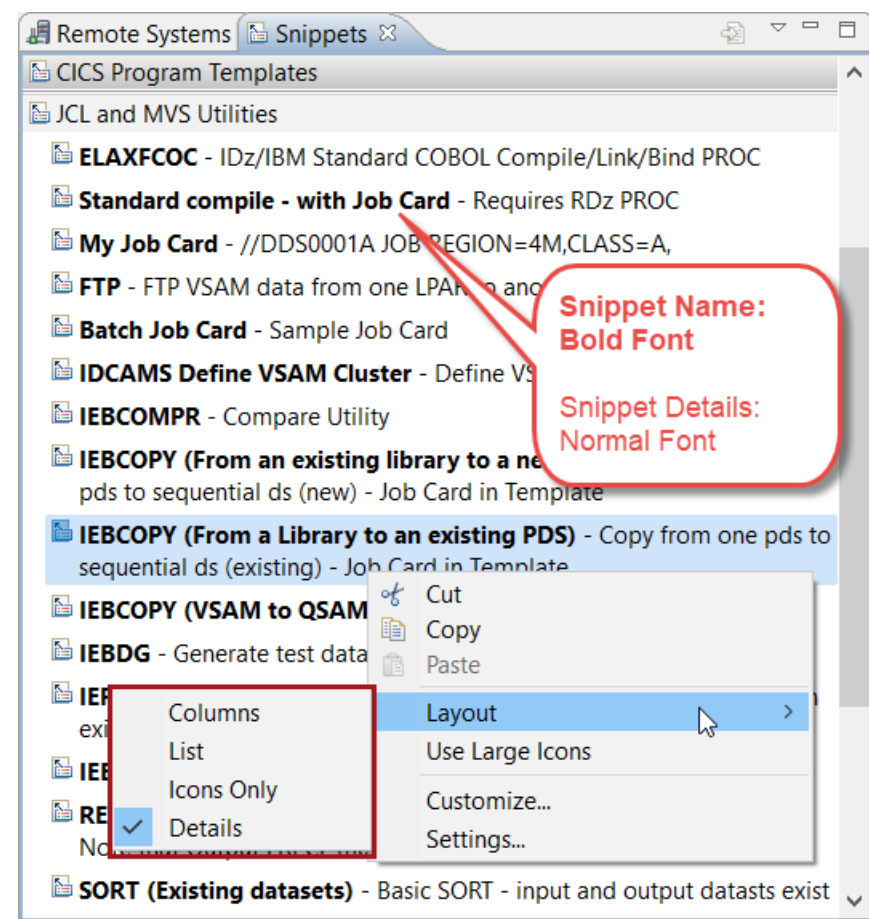 Remote Systems Snippets
CICS Program Templates
JCL and MVS Utilities
ELAXFCOC - IDz/IBM Standard COBOL Compile/Link/Bind PROC
Standard compile - with Job Card - Requires RDz PROC
My Job Card - //DDS0001A JOB REGION=4M,CLASS=A,
FTP - FTP VSAM data from one LPAR to
Snippet Name:
Bold Font
Snippet Details:
Normal Font
Batch Job Card - Sample Job Card
IDCAMS Define VSAM Cluster - Define
IEBCOMPR - Compare Utility
IEBCOPY (From an existing library to a
pds to sequential ds (new) - Job Card in Template
IEBCOPY (From a Library to an existing PDS) - Copy from one pds to
sequential ds (existing) - Job Card in Template
IEBCOPY (VSAM to QSAM
IEBDG - Generate test data
Cut
Copy
Paste
Layout
Use Large Icons
Customize...
Settings...
Columns
List
Icons Only
Details
SORT (Existing datasets) - Basic SORT - input and output datasts exist